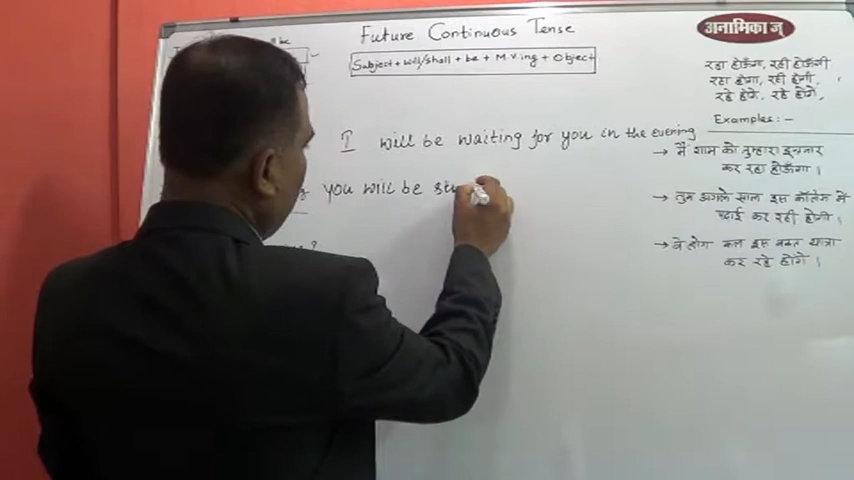 Future Continuous Tense
Subject + will/shall + be + M.V ing + Object
be
I will be waiting for you in the evening
you will be stu
?
अनामिका ज्
रहा होऊँगा, रही होऊँगी
रहा होगा, रही होगी,
रहे होंगे, रहे होंगे,
Examples:-
→ मैं शाम को तुम्हारा इन्तजार
कर रहा होऊँगा।
→ तुम अगले साल इस कॉलेज में
पढ़ाई कर रही होगी।
→ वे लोग कल इस वक्त यात्रा
कर रहे होंगे।